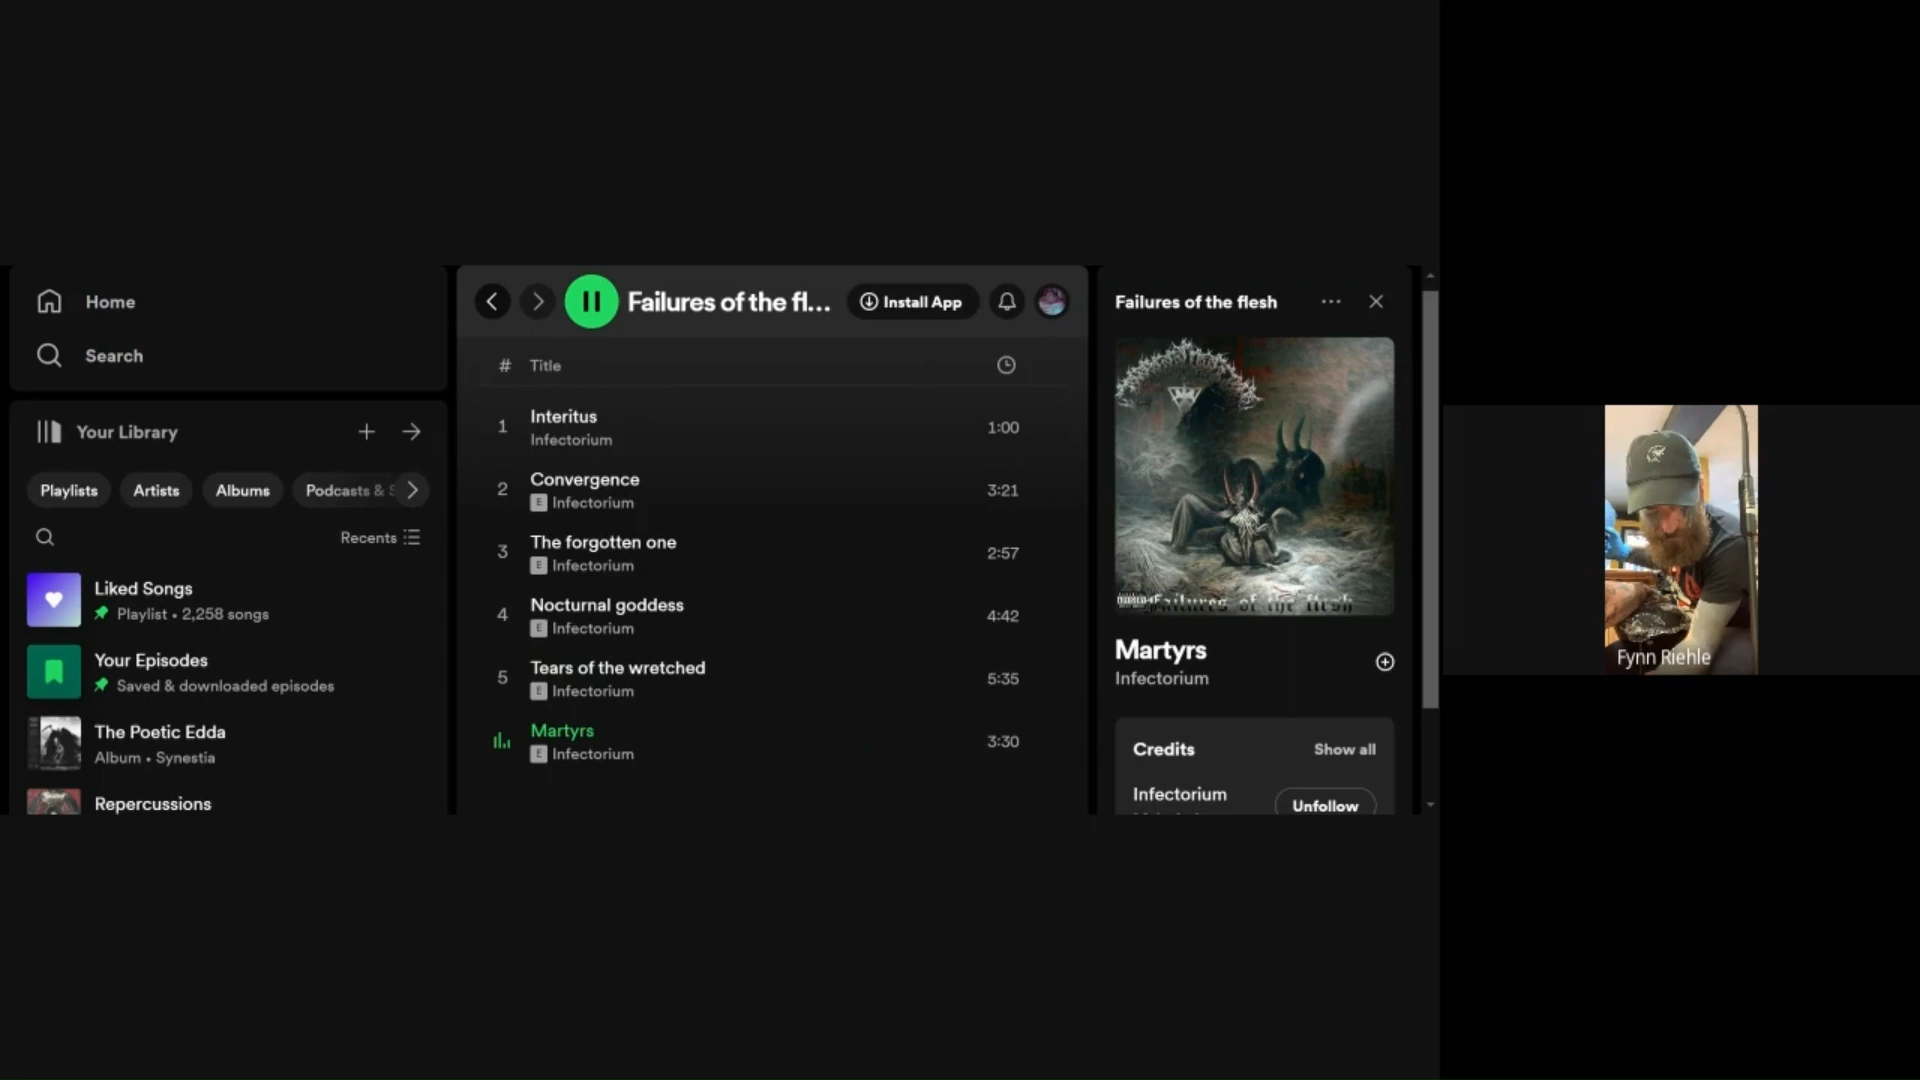 Home
Search
Your Library
Playlists
Artists
Albums
Podcasts & S
Recents
Liked Songs
Playlist • 2,258 songs
Your Episodes
Saved & downloaded episodes
The Poetic Edda
Album • Synestia
Repercussions
Failures of the fl...
Install App
# Title
1 Interitus 1:00
Infectorium
2 Convergence 3:21
E Infectorium
3 The forgotten one 2:57
E Infectorium
4 Nocturnal goddess 4:42
E Infectorium
5 Tears of the wretched 5:35
E Infectorium
Martyrs 3:30
E Infectorium
Failures of the flesh
Failures of the flesh
Martyrs
Infectorium
Credits
Show all
Infectorium
Unfollow
Fynn Riehle